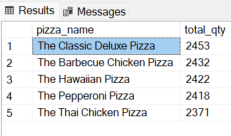 Results Messages
pizza_name total_qty
1 The Classic Deluxe Pizza 2453
2 The Barbecue Chicken Pizza 2432
3 The Hawaiian Pizza 2422
4 The Pepperoni Pizza 2418
5 The Thai Chicken Pizza 2371